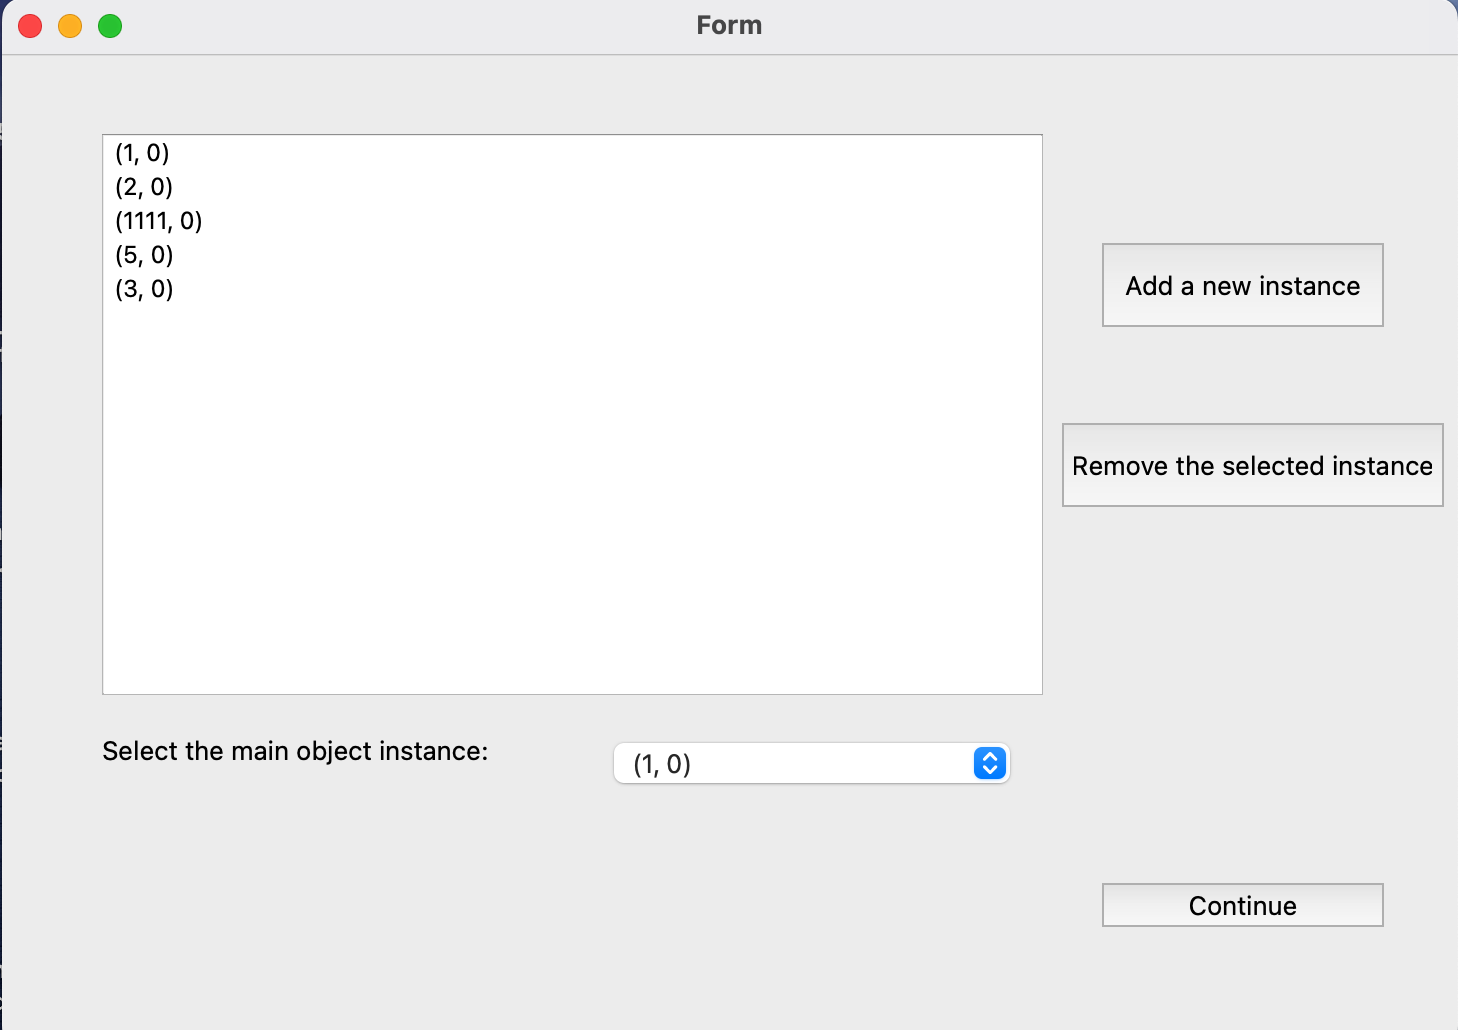 Form
(1, 0)
(2, 0)
(1111, 0)
(5, 0)
(3, 0)
Add a new instance
Remove the selected instance
Select the main object instance:
(1, 0)
Continue